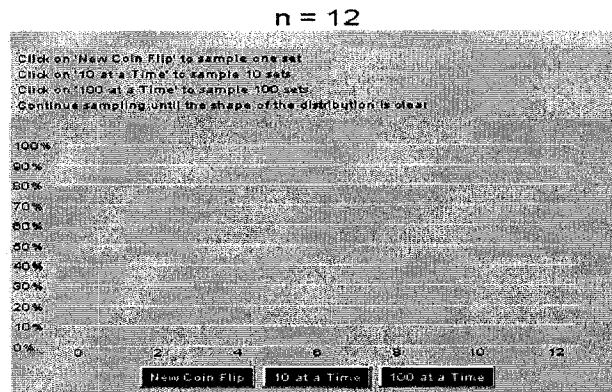 n = 12
Click on 'New Coin Flip' to sample one set
Click on '10 at a Time' to sample 10 sets
Click on '100 at a Time' to sample 100 sets
Continue sampling until the shape of the distribution is clear
100%
90%
80%
70%
60%
50%
40%
30%
20%
10%
0%
0 2 4 6 8 10 12
New Coin Flip 10 at a Time 100 at a Time